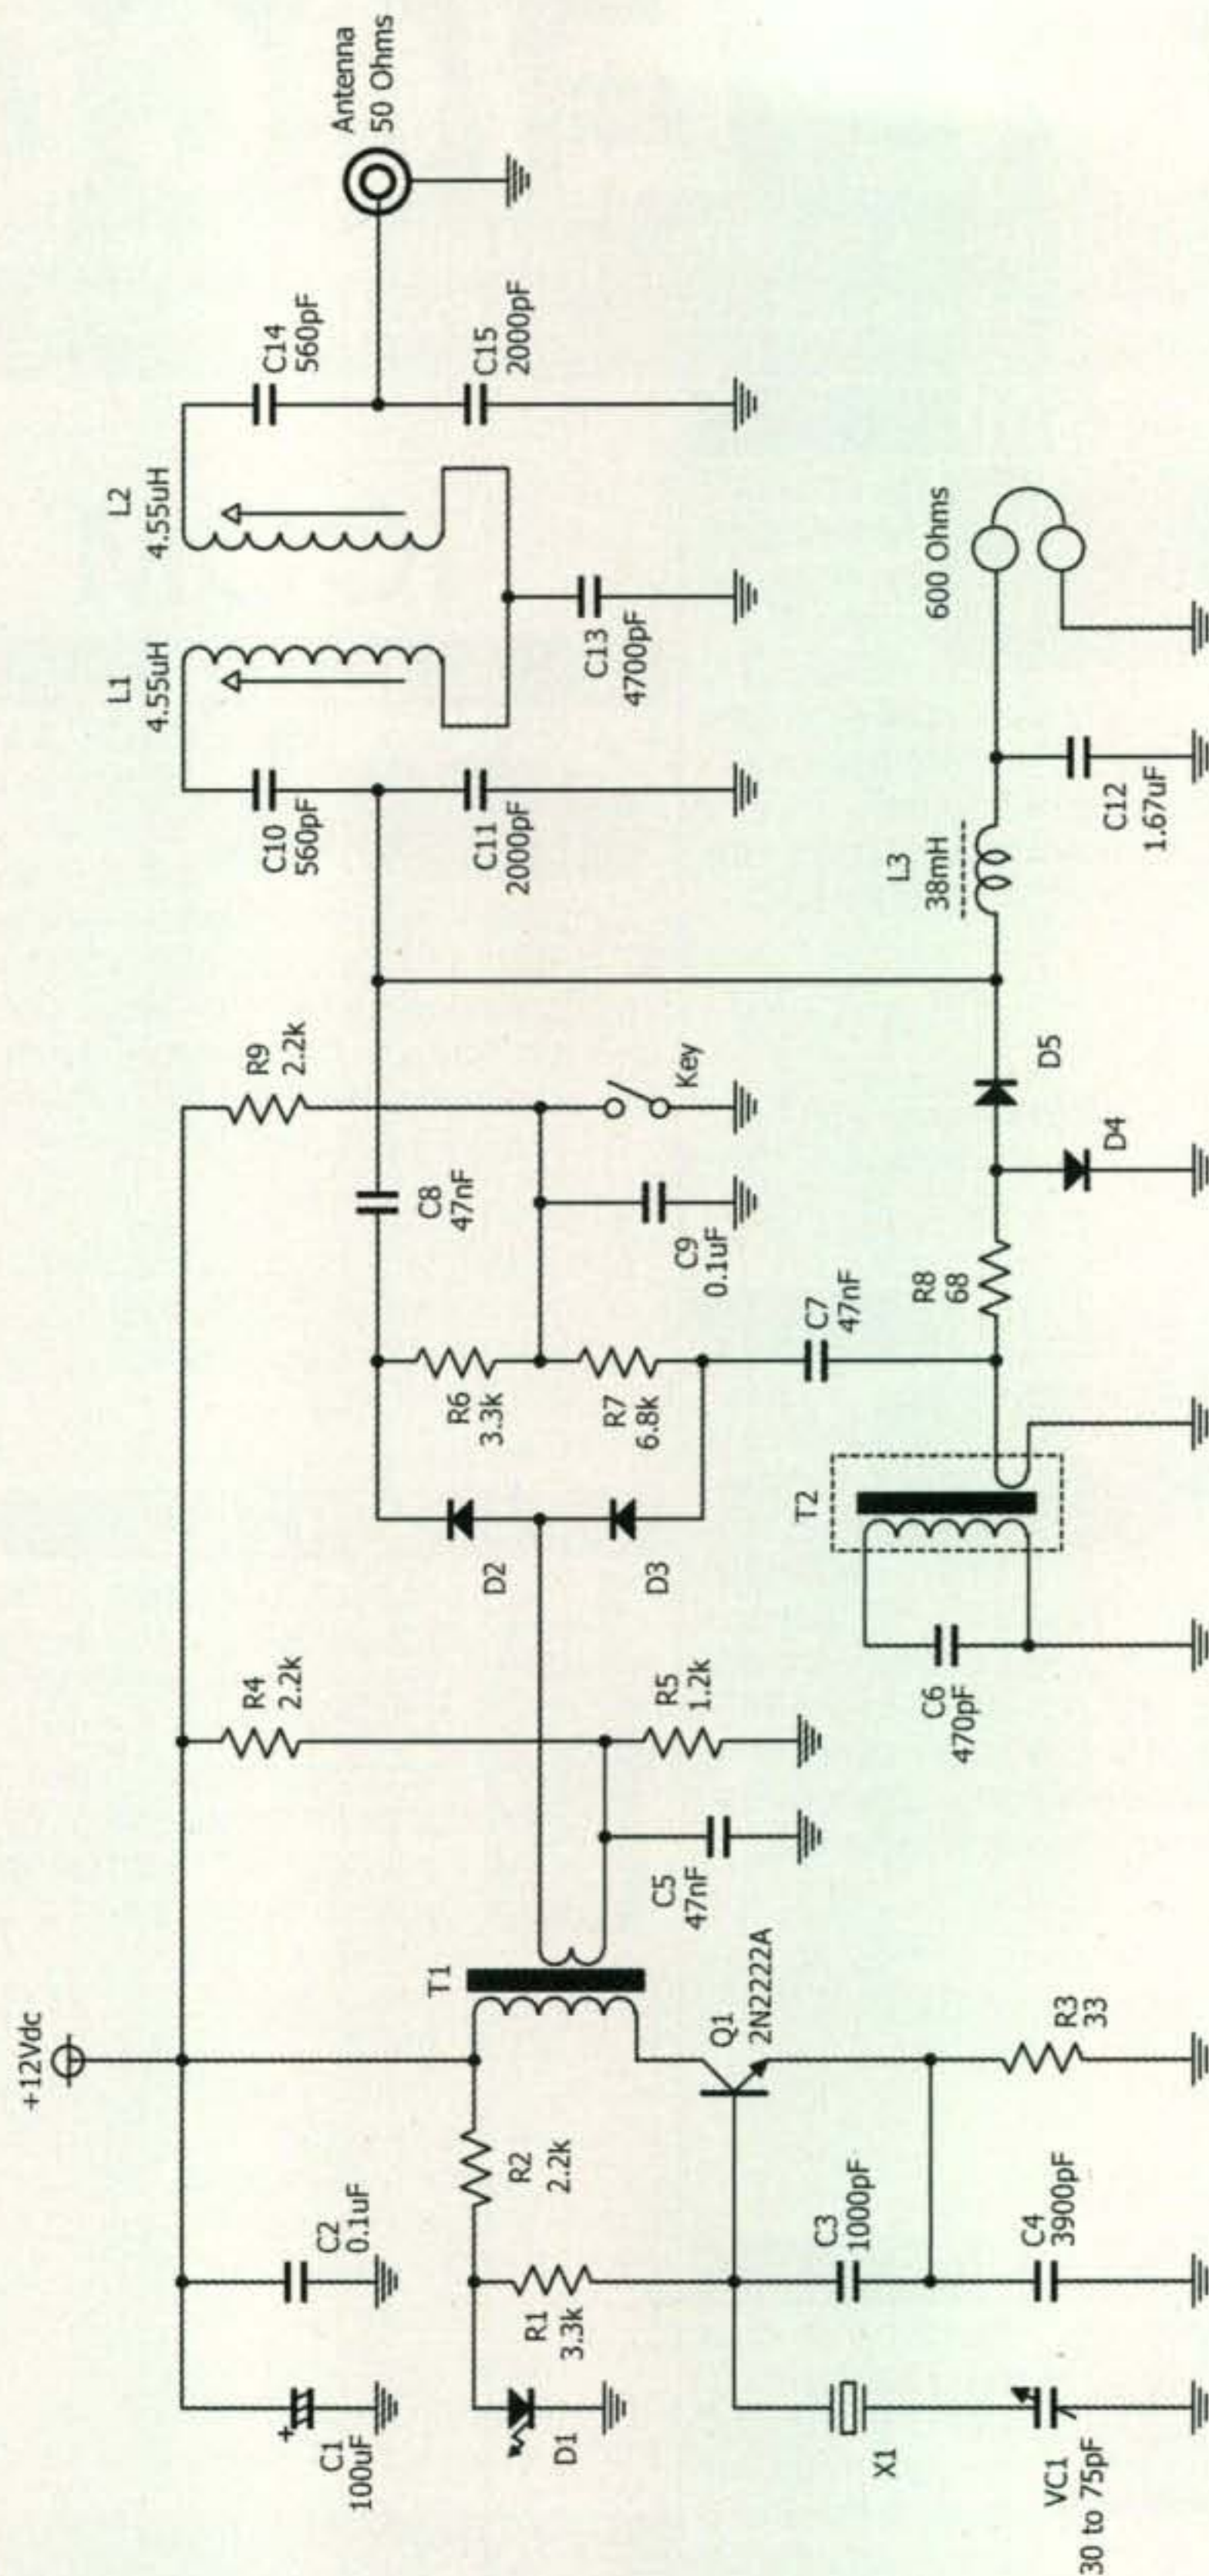 +12Vdc
C1
100uF
+
C2
0.1uF
D1
R1
3.3k
R2
2.2k
X1
VC1
30 to 75pF
C3
1000pF
C4
3900pF
R3
33
Q1
2N2222A
T1
C5
47nF
R4
2.2k
R5
1.2k
D2
D3
R6
3.3k
R7
6.8k
C6
470pF
T2
C7
47nF
C8
47nF
C9
0.1uF
R9
2.2k
Key
R8
68
D4
D5
L3
38mH
C12
1.67uF
600 Ohms
C10
560pF
C11
2000pF
L1
4.55uH
L2
4.55uH
C13
4700pF
C14
560pF
C15
2000pF
Antenna
50 Ohms